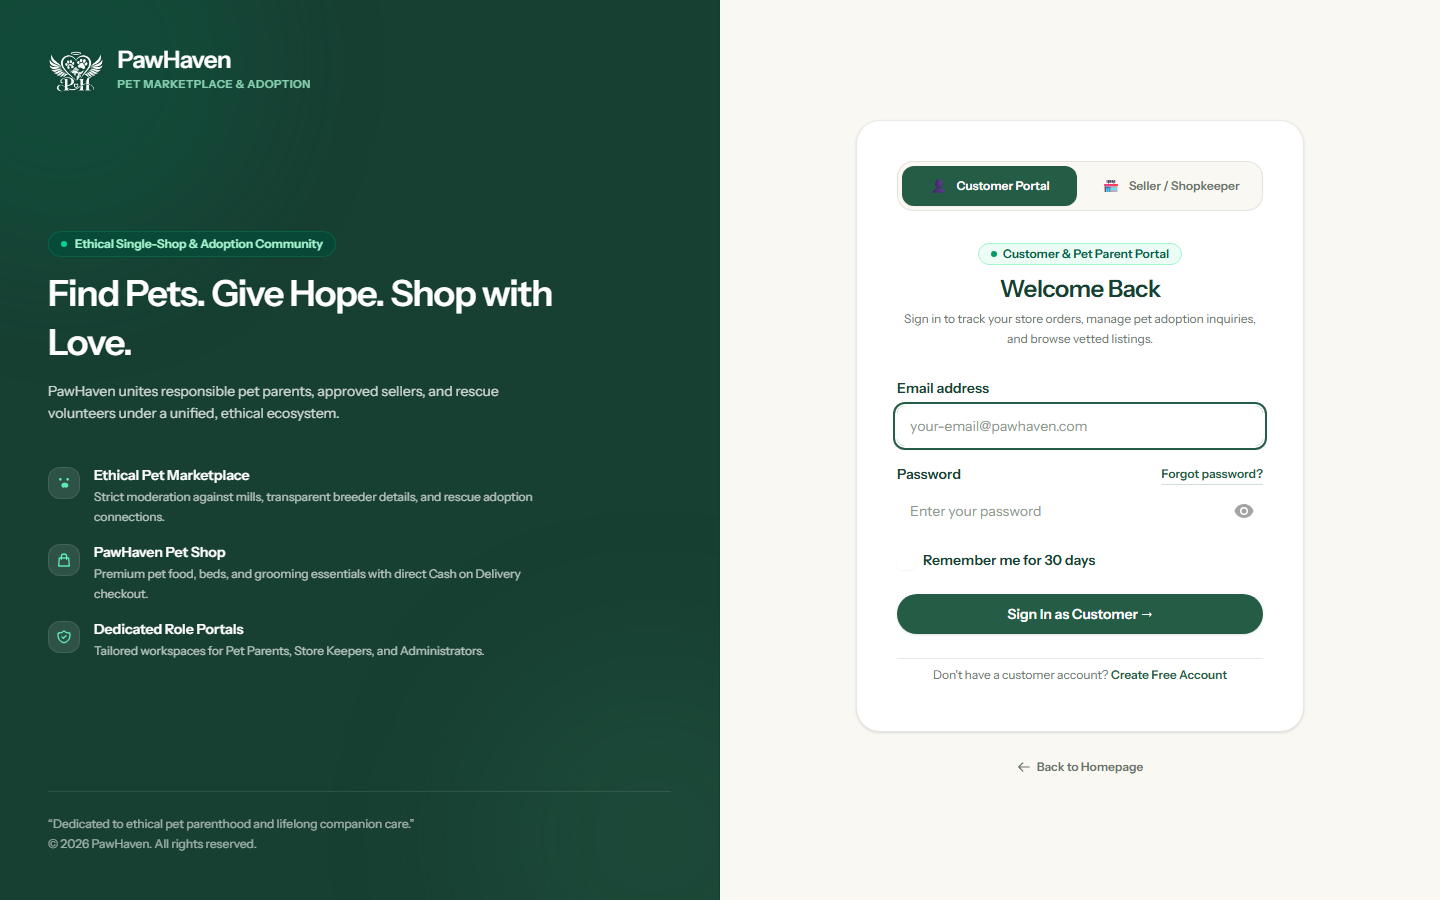 PawHaven
PET MARKETPLACE & ADOPTION
Ethical Single-Shop & Adoption Community
Find Pets. Give Hope. Shop with
Love.
PawHaven unites responsible pet parents, approved sellers, and rescue
volunteers under a unified, ethical ecosystem.
Ethical Pet Marketplace
Strict moderation against mills, transparent breeder details, and rescue adoption
connections.
PawHaven Pet Shop
Premium pet food, beds, and grooming essentials with direct Cash on Delivery
checkout.
Dedicated Role Portals
Tailored workspaces for Pet Parents, Store Keepers, and Administrators.
“Dedicated to ethical pet parenthood and lifelong companion care.”
© 2026 PawHaven. All rights reserved.
Customer Portal
Seller / Shopkeeper
Customer & Pet Parent Portal
Welcome Back
Sign in to track your store orders, manage pet adoption inquiries,
and browse vetted listings.
Email address
your-email@pawhaven.com
Password
Forgot password?
Enter your password
Remember me for 30 days
Sign In as Customer →
Don't have a customer account? Create Free Account
← Back to Homepage